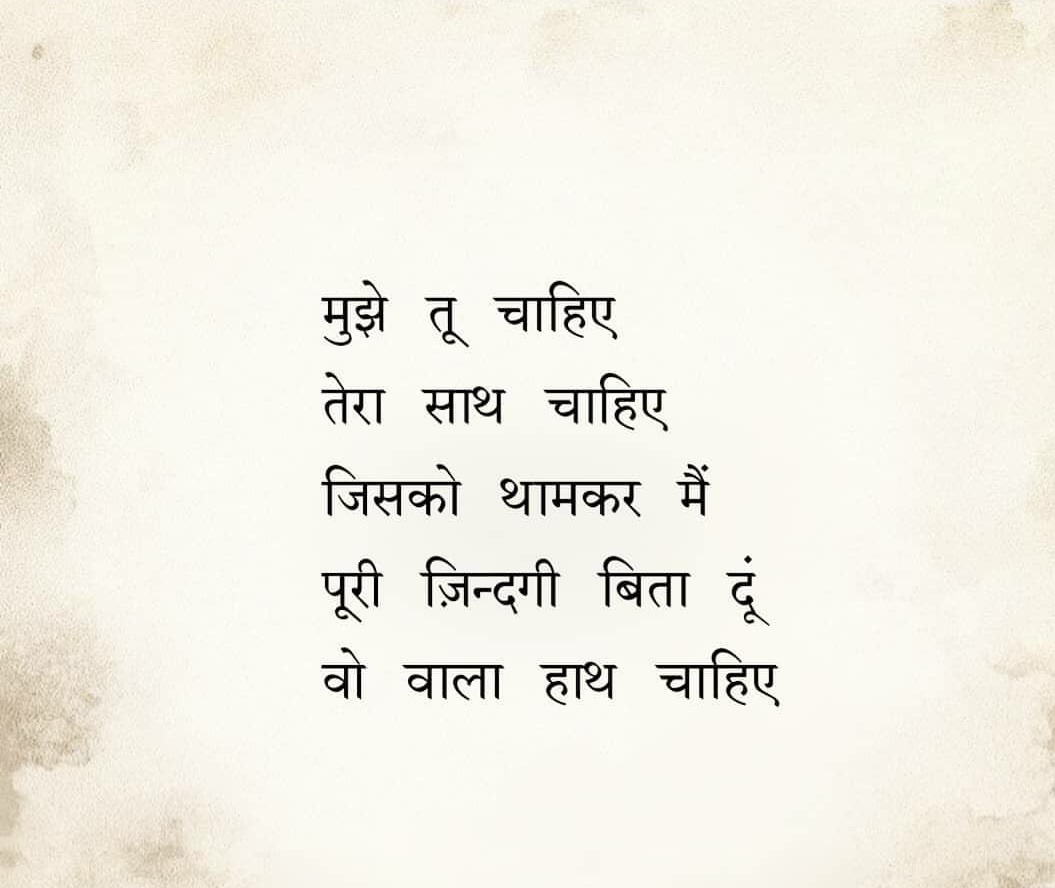 मुझे तू चाहिए
तेरा साथ चाहिए
जिसको थामकर मैं
पूरी ज़िन्दगी बिता दूं
वो वाला हाथ चाहिए